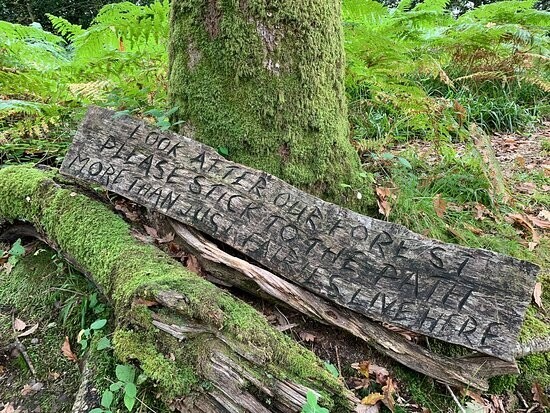 LOOK AFTER OUR FOREST
PLEASE STICK TO THE PATH
MORE THAN JUST FAIRIES LIVE HERE